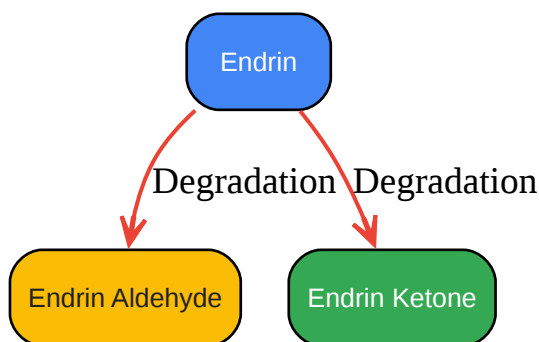 Endrin
Degradation Degradation
Endrin Aldehyde
Endrin Ketone